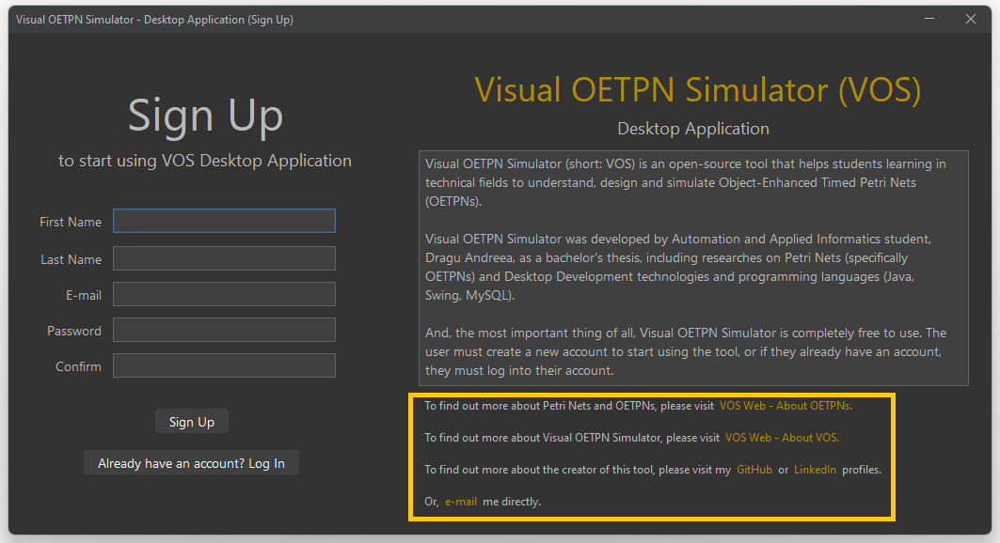 Visual OETPN Simulator - Desktop Application (Sign Up)
Sign Up
to start using VOS Desktop Application
First Name
Last Name
E-mail
Password
Confirm
Sign Up
Already have an account? Log In
Visual OETPN Simulator (VOS)
Desktop Application
Visual OETPN Simulator (short: VOS) is an open-source tool that helps students learning in
technical fields to understand, design and simulate Object-Enhanced Timed Petri Nets
(OETPNs).
Visual OETPN Simulator was developed by Automation and Applied Informatics student,
Dragu Andreea, as a bachelor's thesis, including researches on Petri Nets (specifically
OETPNs) and Desktop Development technologies and programming languages (Java,
Swing, MySQL).
And, the most important thing of all, Visual OETPN Simulator is completely free to use. The
user must create a new account to start using the tool, or if they already have an account,
they must log into their account.
To find out more about Petri Nets and OETPNs, please visit VOS Web - About OETPNs.
To find out more about Visual OETPN Simulator, please visit VOS Web - About VOS.
To find out more about the creator of this tool, please visit my GitHub or LinkedIn profiles.
Or, e-mail me directly.